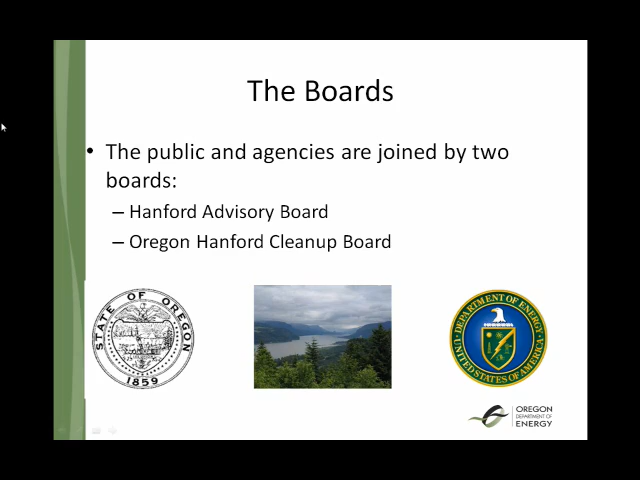 The Boards
• The public and agencies are joined by two
boards:
– Hanford Advisory Board
– Oregon Hanford Cleanup Board
STATE OF OREGON
1859
DEPARTMENT OF ENERGY
UNITED STATES OF AMERICA
OREGON
DEPARTMENT OF
ENERGY